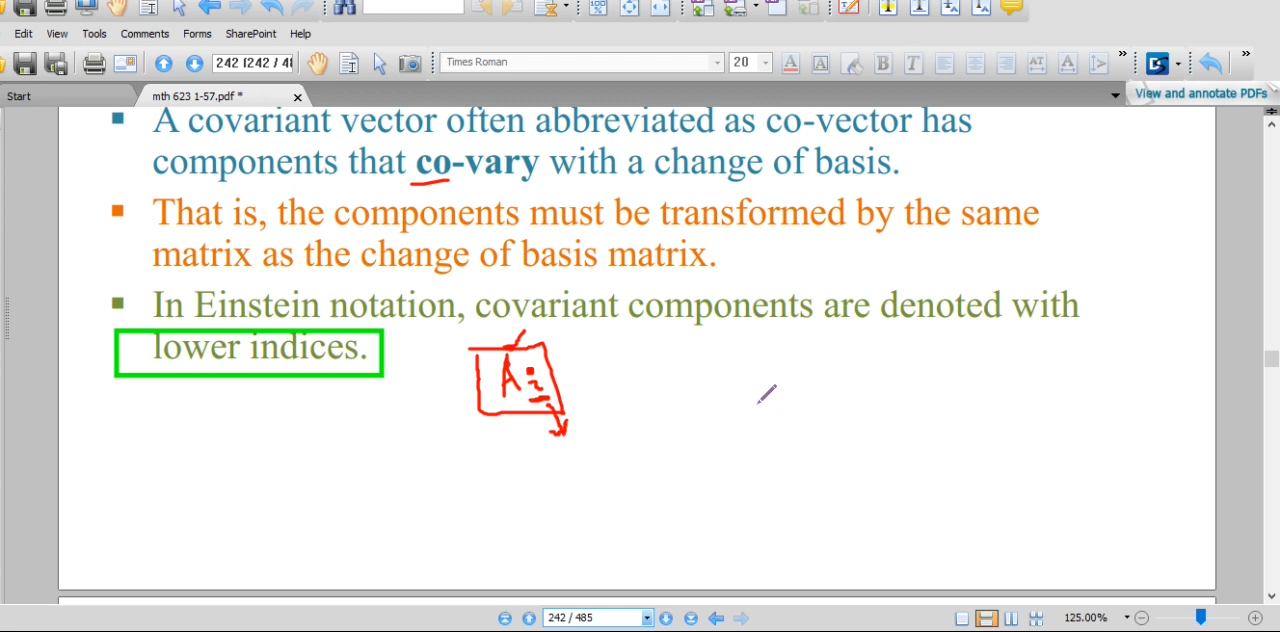 Edit View Tools Comments Forms SharePoint Help
242 (242 / 48
Times Roman 20
Start mth 623 1-57.pdf * View and annotate PDFs
A covariant vector often abbreviated as co-vector has
components that co-vary with a change of basis.
That is, the components must be transformed by the same
matrix as the change of basis matrix.
In Einstein notation, covariant components are denoted with
lower indices.
242 / 485 125.00%